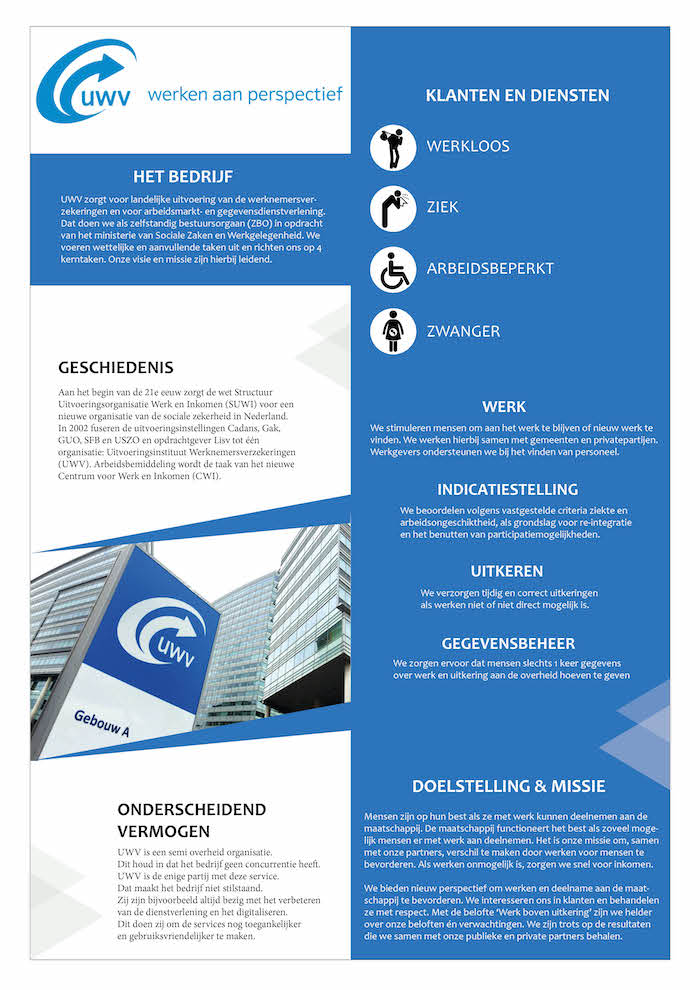 uwv werken aan perspectief
HET BEDRIJF
UWV zorgt voor landelijke uitvoering van de werknemersver-
zekeringen en voor arbeidsmarkt- en gegevensdienstverlening.
Dat doen we als zelfstandig bestuursorgaan (ZBO) in opdracht
van het ministerie van Sociale Zaken en Werkgelegenheid. We
voeren wettelijke en aanvullende taken uit en richten ons op 4
kerntaken. Onze visie en missie zijn hierbij leidend.
GESCHIEDENIS
Aan het begin van de 21e eeuw zorgt de wet Structuur
Uitvoeringsorganisatie Werk en Inkomen (SUWI) voor een
nieuwe organisatie van de sociale zekerheid in Nederland.
In 2002 fuseren de uitvoeringsinstellingen Cadans, Gak,
GUO, SFB en USZO en opdrachtgever Lisv tot één
organisatie: Uitvoeringsinstituut Werknemersverzekeringen
(UWV). Arbeidsbemiddeling wordt de taak van het nieuwe
Centrum voor Werk en Inkomen (CWI).
uwv
Gebouw A
ONDERSCHEIDEND
VERMOGEN
UWV is een semi overheid organisatie.
Dit houd in dat het bedrijf geen concurrentie heeft.
UWV is de enige partij met deze service.
Dat maakt het bedrijf niet stilstaand.
Zij zijn bijvoorbeeld altijd bezig met het verbeteren
van de dienstverlening en het digitaliseren.
Dit doen zij om de services nog toegankelijker
en gebruiksvriendelijker te maken.
KLANTEN EN DIENSTEN
WERKLOOS
ZIEK
ARBEIDSBEPERKT
ZWANGER
WERK
We stimuleren mensen om aan het werk te blijven of nieuw werk te
vinden. We werken hierbij samen met gemeenten en privatepartijen.
Werkgevers ondersteunen we bij het vinden van personeel.
INDICATIESTELLING
We beoordelen volgens vastgestelde criteria ziekte en
arbeidsongeschiktheid, als grondslag voor re-integratie
en het benutten van participatiemogelijkheden.
UITKEREN
We verzorgen tijdig en correct uitkeringen
als werken niet of niet direct mogelijk is.
GEGEVENSBEHEER
We zorgen ervoor dat mensen slechts 1 keer gegevens
over werk en uitkering aan de overheid hoeven te geven
DOELSTELLING & MISSIE
Mensen zijn op hun best als ze met werk kunnen deelnemen aan de
maatschappij. De maatschappij functioneert het best als zoveel moge-
lijk mensen er met werk aan deelnemen. Het is onze missie om, samen
met onze partners, verschil te maken door werken voor mensen te
bevorderen. Als werken onmogelijk is, zorgen we snel voor inkomen.
We bieden nieuw perspectief om werken en deelname aan de maat-
schappij te bevorderen. We interesseren ons in klanten en behandelen
ze met respect. Met de belofte ‘Werk boven uitkering’ zijn we helder
over onze beloften én verwachtingen. We zijn trots op de resultaten
die we samen met onze publieke en private partners behalen.